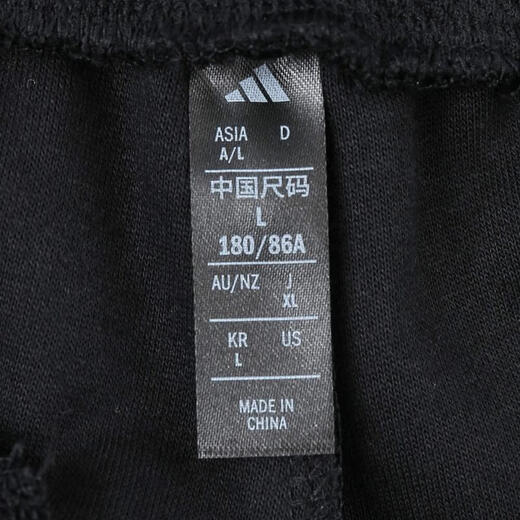 ASIA D
A/L
中国尺码
L
180/86A
AU/NZ J
XL
KR US
L
MADE IN
CHINA